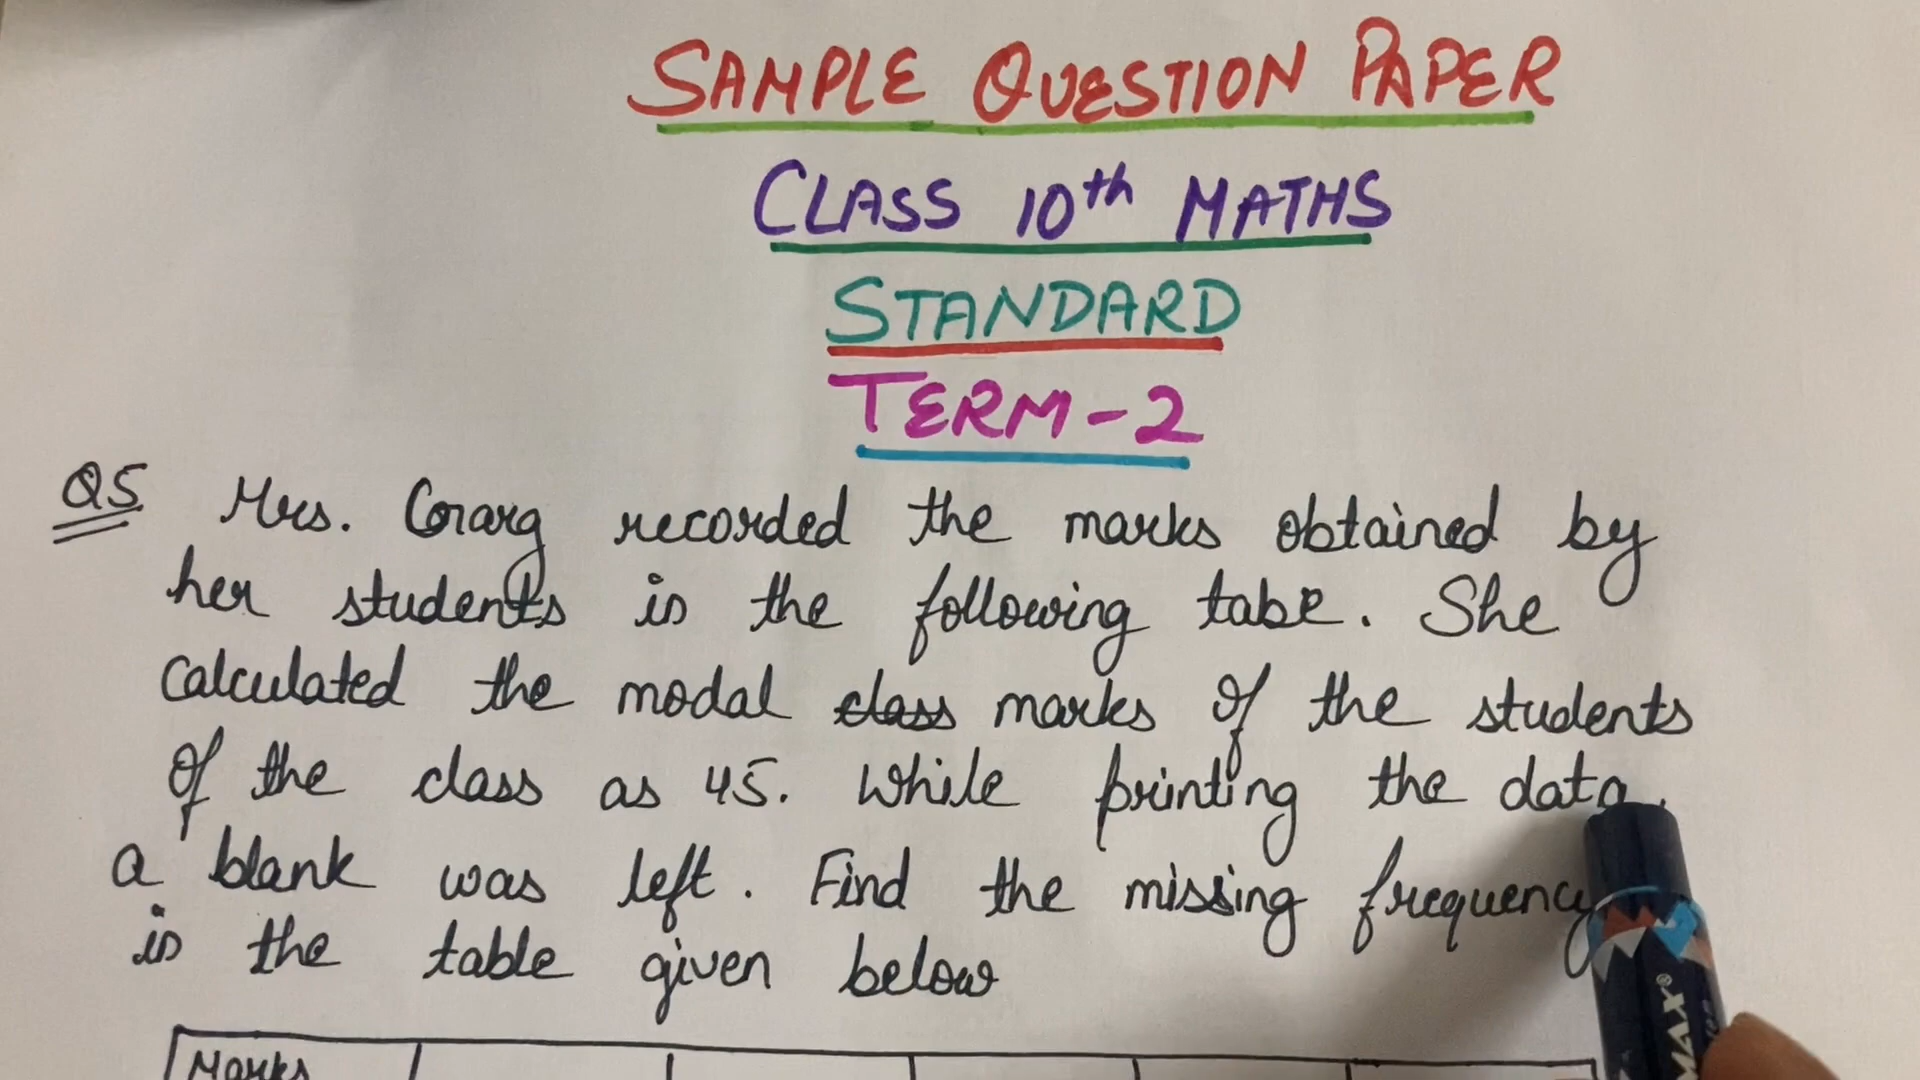 SAMPLE QUESTION PAPER
CLASS 10th MATHS
STANDARD
TERM-2
Q5 Mrs. Garg recorded the marks obtained by
her students in the following table. She
calculated the modal class marks of the students
of the class as 45. While printing the data,
a blank was left. Find the missing frequency
in the table given below
Marks
MAX